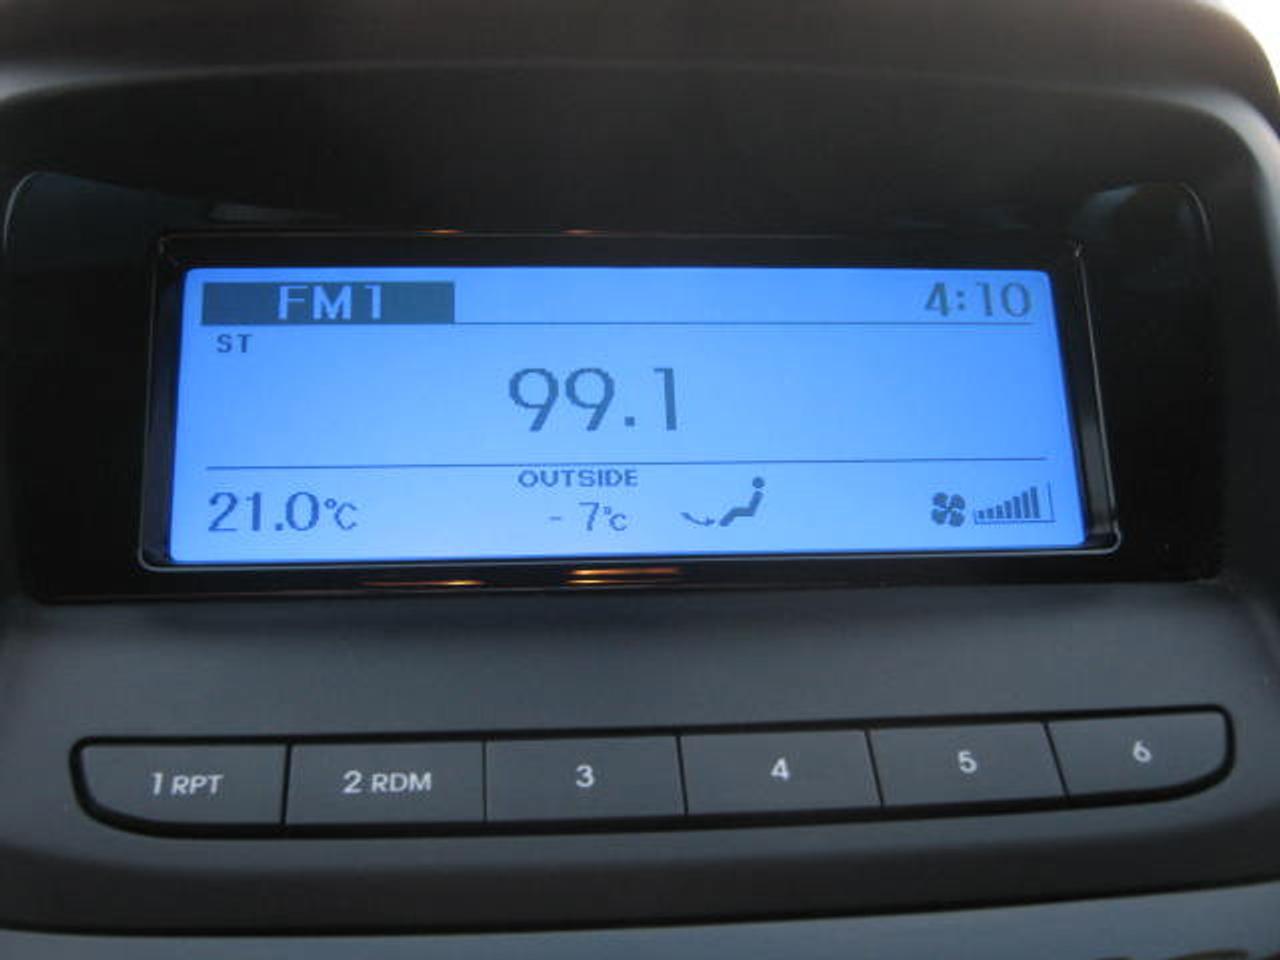 FM1 4:10
ST
99.1
OUTSIDE
21.0°C -7°C
1 RPT 2 RDM 3 4 5 6